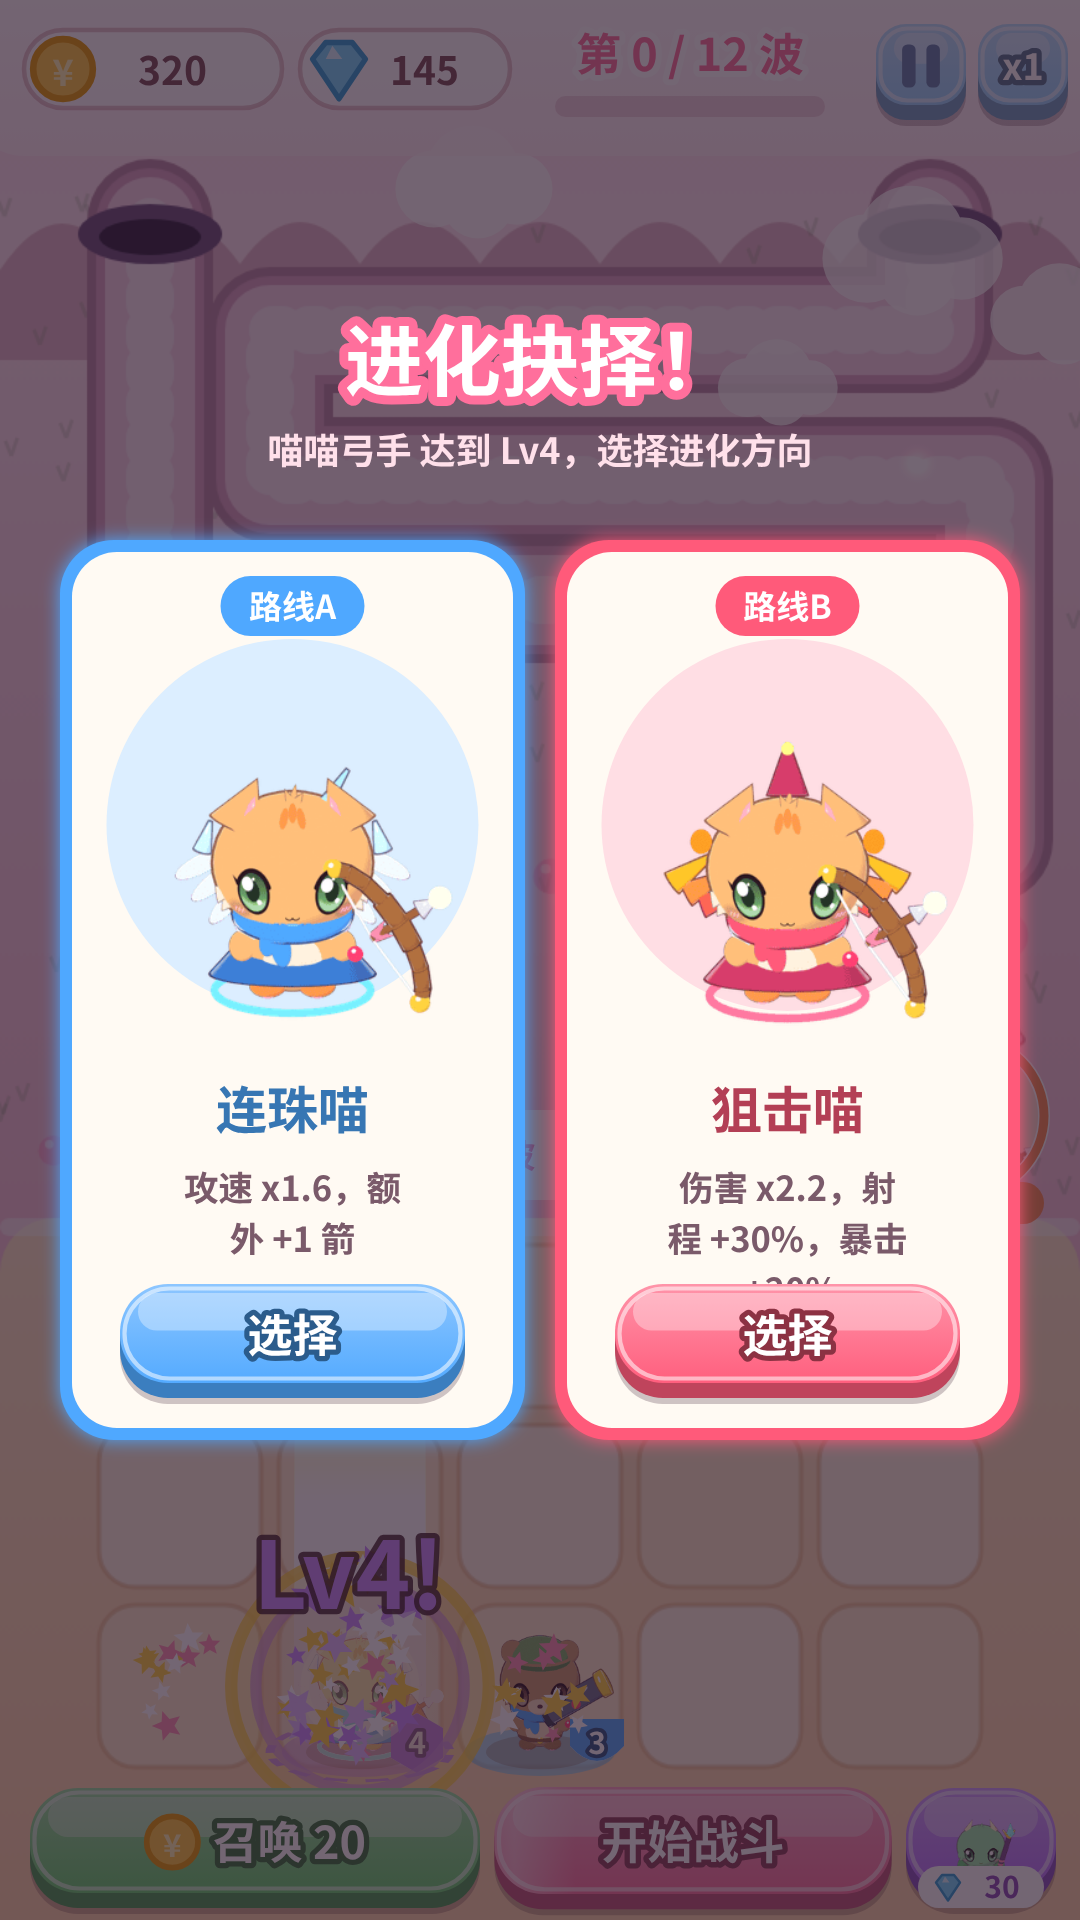 ¥ 320
145
第 0 / 12 波
x1
进化抉择!
喵喵弓手 达到 Lv4，选择进化方向
路线A
路线B
连珠喵
狙击喵
攻速 x1.6，额
外 +1 箭
伤害 x2.2，射
程 +30%，暴击
+20%
选择
选择
Lv4!
4
3
¥ 召唤 20
开始战斗
30